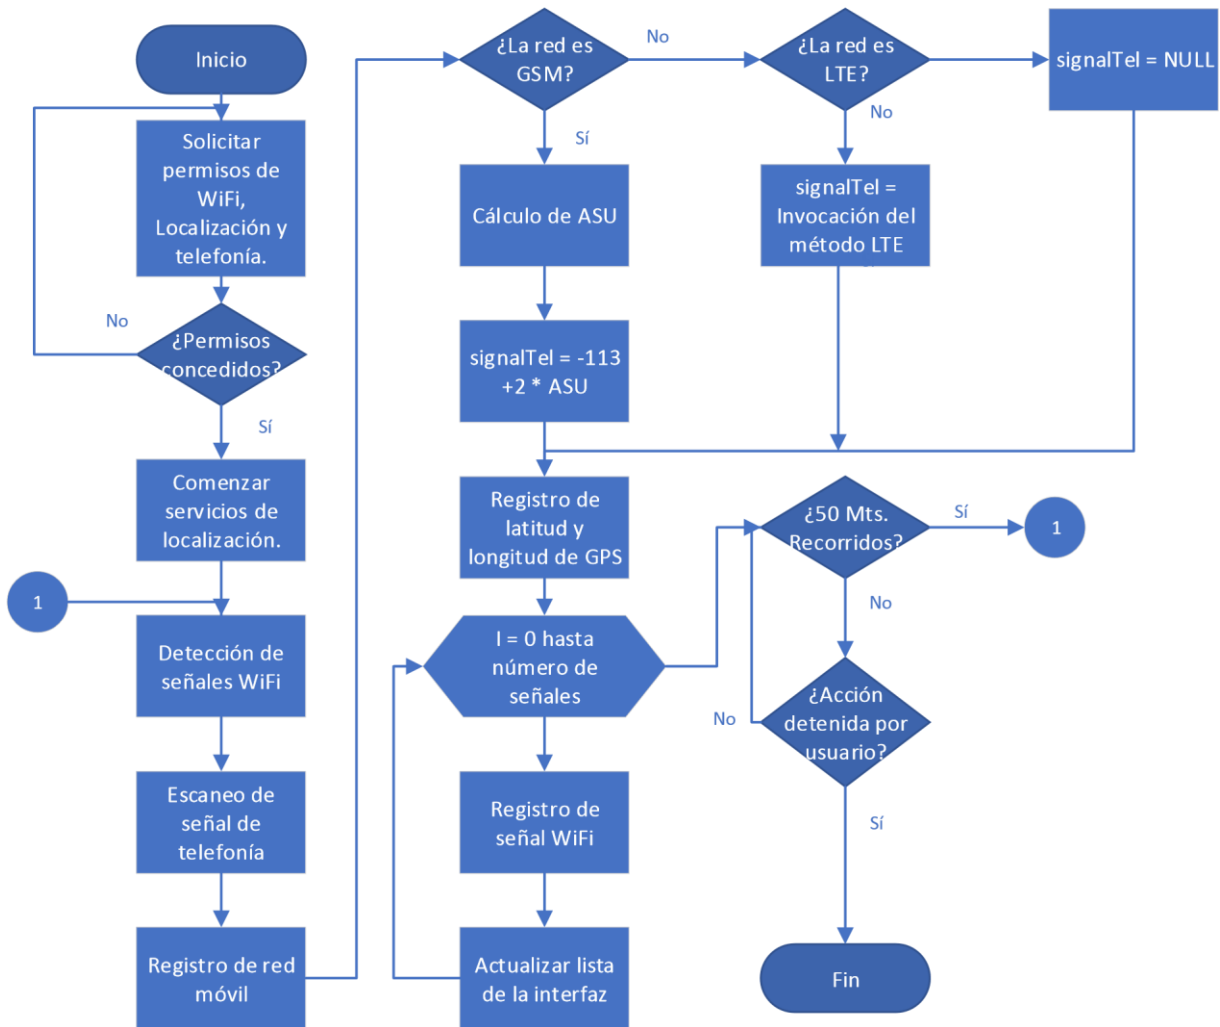 Inicio
Solicitar
permisos de
WiFi,
Localización y
telefonía.
No
¿Permisos
concedidos?
Sí
Comenzar
servicios de
localización.
1
Detección de
señales WiFi
Escaneo de
señal de
telefonía
Registro de red
móvil
¿La red es
GSM?
No
Sí
Cálculo de ASU
signalTel = -113
+2 * ASU
¿La red es
LTE?
No
signalTel =
Invocación del
método LTE
signalTel = NULL
Registro de
latitud y
longitud de GPS
I = 0 hasta
número de
señales
Registro de
señal WiFi
Actualizar lista
de la interfaz
¿50 Mts.
Recorridos?
Sí
1
No
¿Acción
detenida por
usuario?
No
Sí
Fin